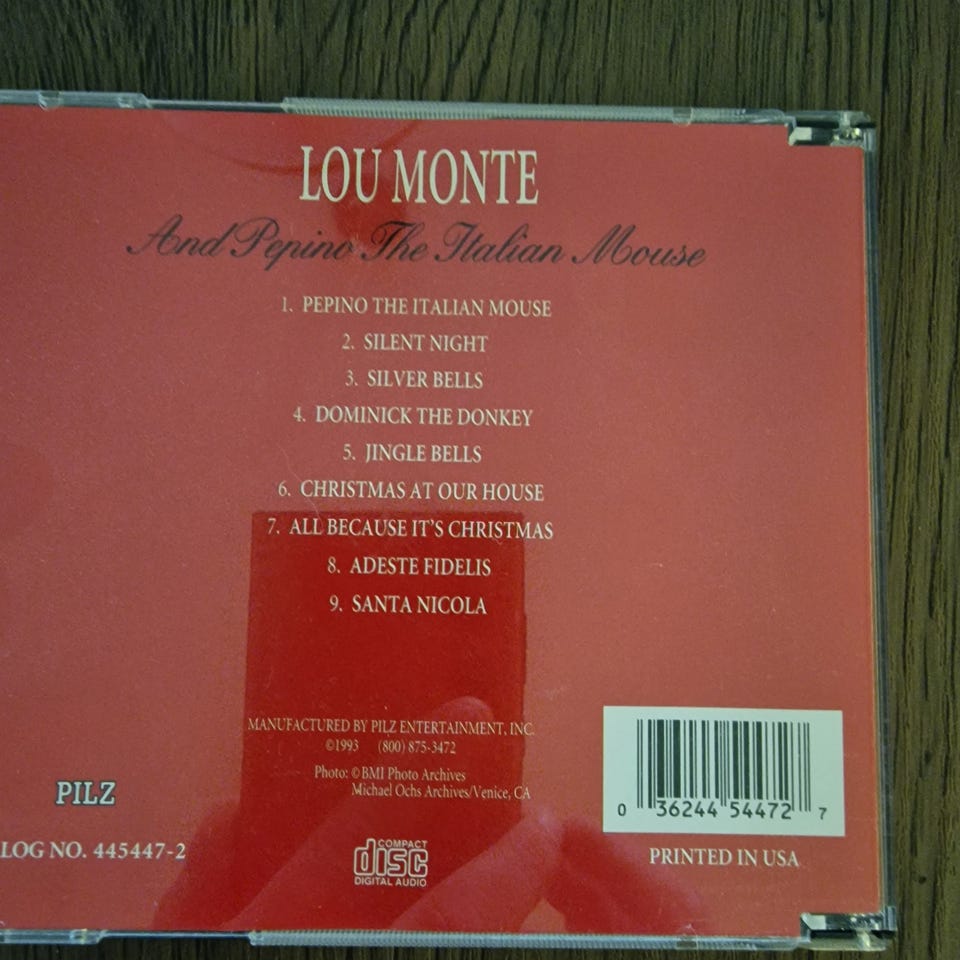 LOU MONTE
And Pepino The Italian Mouse
1. PEPINO THE ITALIAN MOUSE
2. SILENT NIGHT
3. SILVER BELLS
4. DOMINICK THE DONKEY
5. JINGLE BELLS
6. CHRISTMAS AT OUR HOUSE
7. ALL BECAUSE IT'S CHRISTMAS
8. ADESTE FIDELIS
9. SANTA NICOLA
MANUFACTURED BY PILZ ENTERTAINMENT, INC.
©1993 (800) 875-3472
Photo: ©BMI Photo Archives
Michael Ochs Archives/Venice, CA
PILZ
LOG NO. 445447-2
COMPACT
disc
DIGITAL AUDIO
0 36244 54472 7
PRINTED IN USA